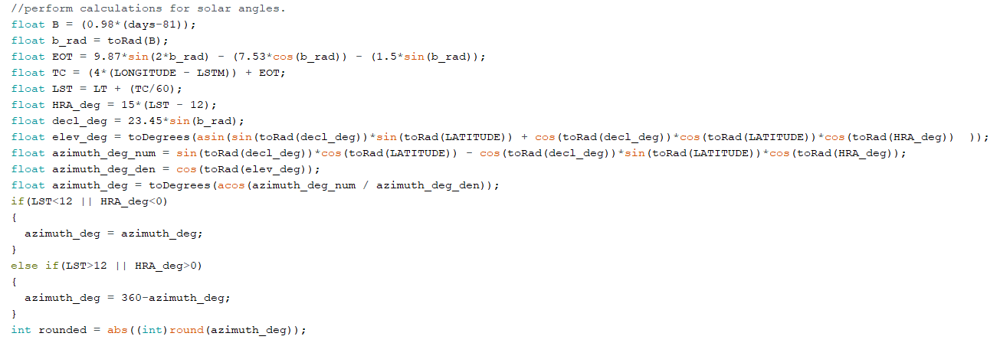 //perform calculations for solar angles.
float B = (0.98*(days-81));
float b_rad = toRad(B);
float EOT = 9.87*sin(2*b_rad) - (7.53*cos(b_rad)) - (1.5*sin(b_rad));
float TC = (4*(LONGITUDE - LSTM)) + EOT;
float LST = LT + (TC/60);
float HRA_deg = 15*(LST - 12);
float decl_deg = 23.45*sin(b_rad);
float elev_deg = toDegrees(asin(sin(toRad(decl_deg))*sin(toRad(LATITUDE)) + cos(toRad(decl_deg))*cos(toRad(LATITUDE))*cos(toRad(HRA_deg))  ));
float azimuth_deg_num = sin(toRad(decl_deg))*cos(toRad(LATITUDE)) - cos(toRad(decl_deg))*sin(toRad(LATITUDE))*cos(toRad(HRA_deg));
float azimuth_deg_den = cos(toRad(elev_deg));
float azimuth_deg = toDegrees(acos(azimuth_deg_num / azimuth_deg_den));
if(LST<12 || HRA_deg<0)
{
  azimuth_deg = azimuth_deg;
}
else if(LST>12 || HRA_deg>0)
{
  azimuth_deg = 360-azimuth_deg;
}
int rounded = abs((int)round(azimuth_deg));